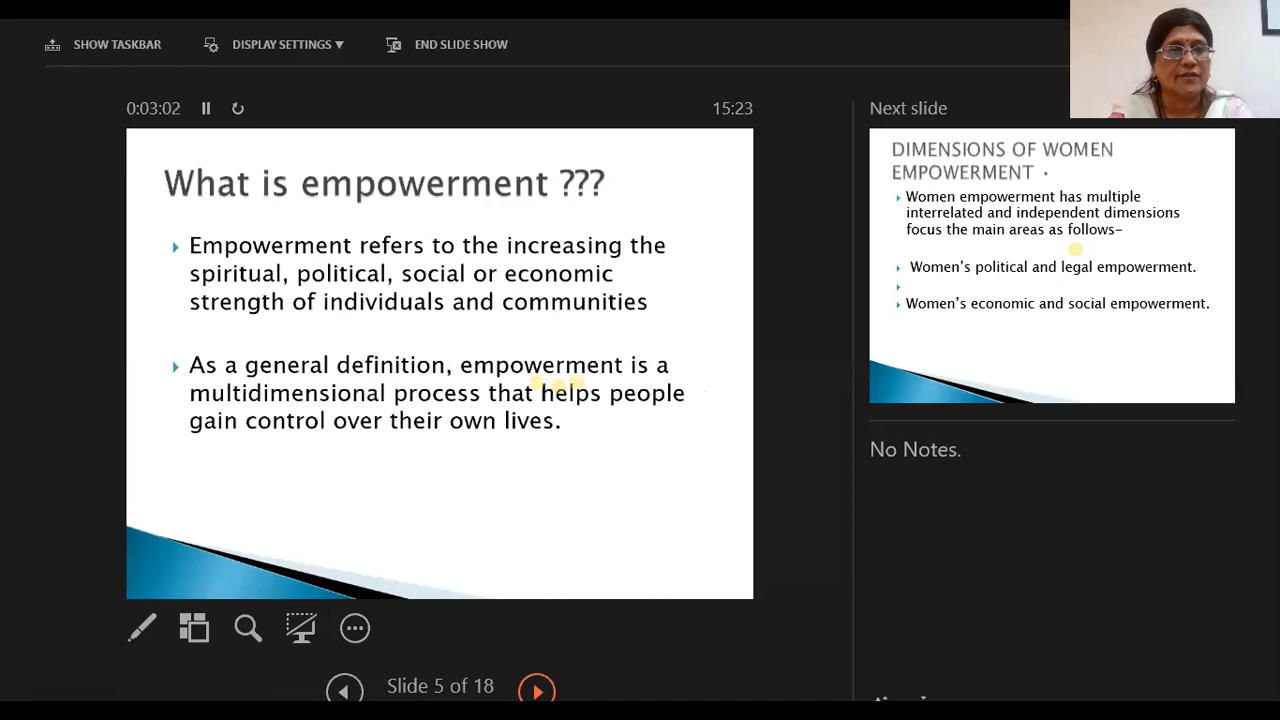 SHOW TASKBAR
DISPLAY SETTINGS ▼
END SLIDE SHOW
0:03:02
15:23
What is empowerment ???
Empowerment refers to the increasing the
spiritual, political, social or economic
strength of individuals and communities
As a general definition, empowerment is a
multidimensional process that helps people
gain control over their own lives.
Slide 5 of 18
Next slide
DIMENSIONS OF WOMEN
EMPOWERMENT .
Women empowerment has multiple
interrelated and independent dimensions
focus the main areas as follows–
Women's political and legal empowerment.
Women's economic and social empowerment.
No Notes.